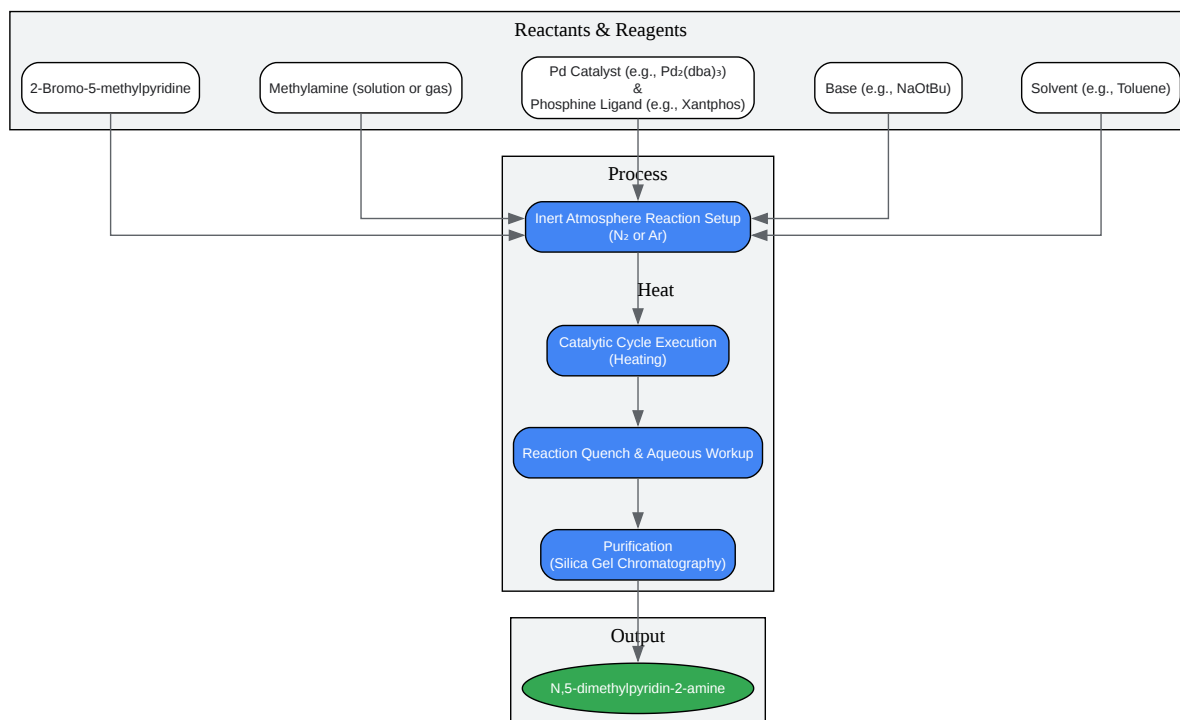 Reactants & Reagents
2-Bromo-5-methylpyridine
Methylamine (solution or gas)
Pd Catalyst (e.g., Pd₂(dba)₃)
&
Phosphine Ligand (e.g., Xantphos)
Base (e.g., NaOtBu)
Solvent (e.g., Toluene)
Process
Inert Atmosphere Reaction Setup
(N₂ or Ar)
Heat
Catalytic Cycle Execution
(Heating)
Reaction Quench & Aqueous Workup
Purification
(Silica Gel Chromatography)
Output
N,5-dimethylpyridin-2-amine